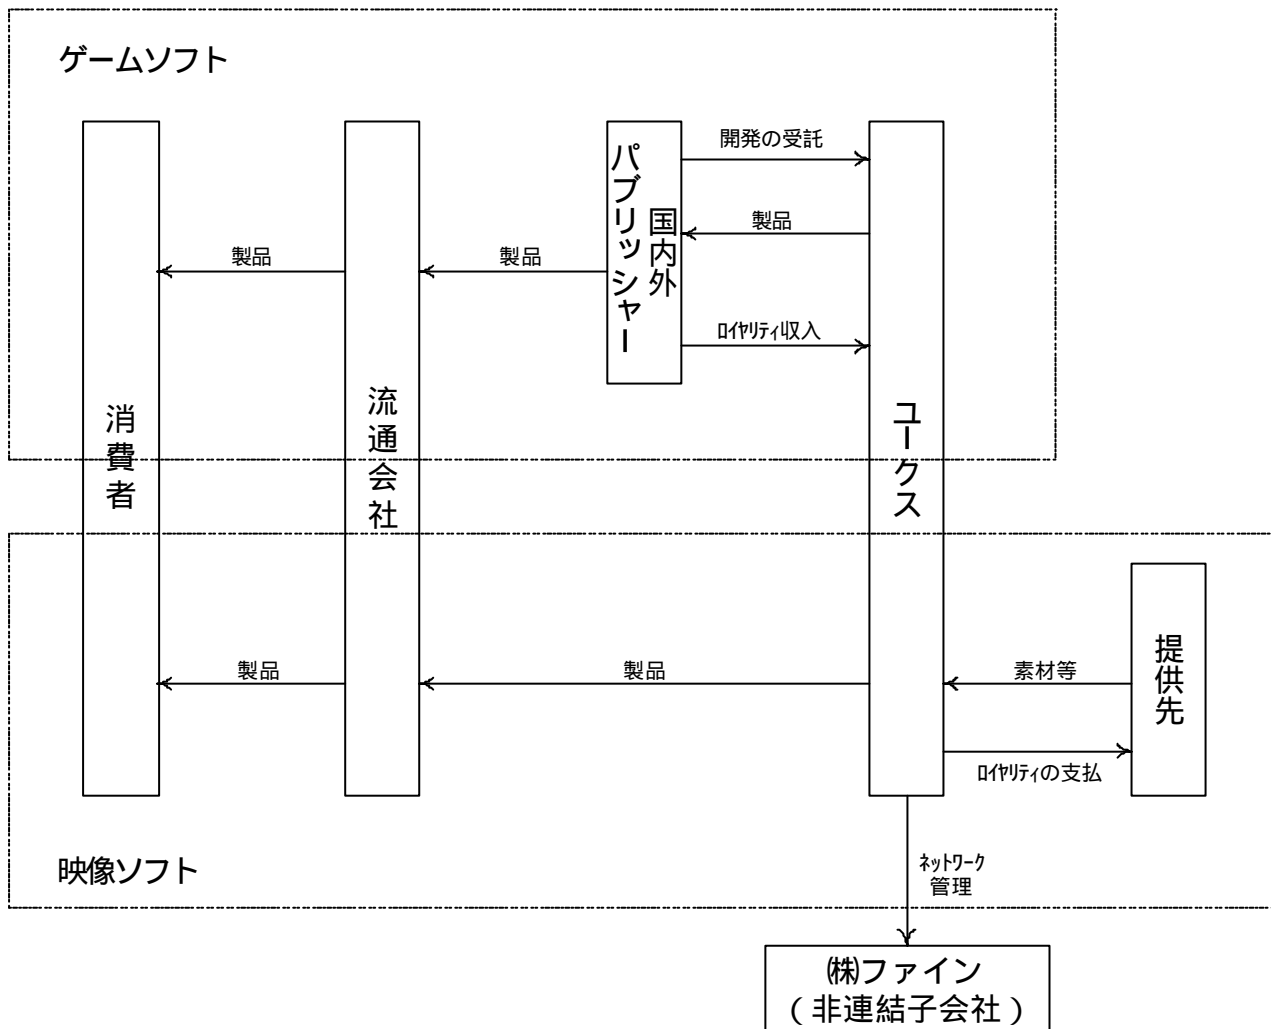 ゲームソフト
開発の受託
製品
製品
製品
ロイヤリティ収入
国内外
パブリッシャー
消費者
流通会社
ユークス
製品
製品
素材等
提供先
ロイヤリティの支払
映像ソフト
ネットワーク
管理
㈱ファイン
(非連結子会社)